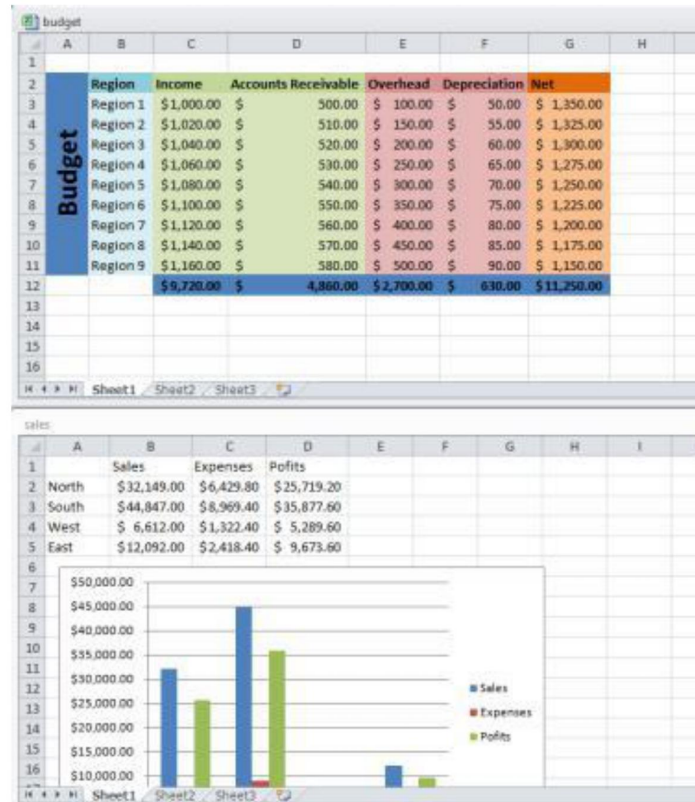 budget
A B C D E F G H
1
2 Region Income Accounts Receivable Overhead Depreciation Net
3 Region 1 $1,000.00 $ 500.00 $ 100.00 $ 50.00 $ 1,350.00
4 Region 2 $1,020.00 $ 510.00 $ 150.00 $ 55.00 $ 1,325.00
5 Region 3 $1,040.00 $ 520.00 $ 200.00 $ 60.00 $ 1,300.00
6 Region 4 $1,060.00 $ 530.00 $ 250.00 $ 65.00 $ 1,275.00
7 Region 5 $1,080.00 $ 540.00 $ 300.00 $ 70.00 $ 1,250.00
8 Region 6 $1,100.00 $ 550.00 $ 350.00 $ 75.00 $ 1,225.00
9 Region 7 $1,120.00 $ 560.00 $ 400.00 $ 80.00 $ 1,200.00
10 Region 8 $1,140.00 $ 570.00 $ 450.00 $ 85.00 $ 1,175.00
11 Region 9 $1,160.00 $ 580.00 $ 500.00 $ 90.00 $ 1,150.00
Budget
12 $9,720.00 $ 4,860.00 $2,700.00 $ 630.00 $11,250.00
13
14
15
16
Sheet1 Sheet2 Sheet3
sales
A B C D E F G H I
1 Sales Expenses Pofits
2 North $32,149.00 $6,429.80 $25,719.20
3 South $44,847.00 $8,969.40 $35,877.60
4 West $ 6,612.00 $1,322.40 $ 5,289.60
5 East $12,092.00 $2,418.40 $ 9,673.60
6
7 $50,000.00
8 $45,000.00
9 $40,000.00
10 $35,000.00
11 $30,000.00
12 $25,000.00 Sales
13 $20,000.00 Expenses
14 $15,000.00 Pofits
15 $10,000.00
16
Sheet1 Sheet2 Sheet3